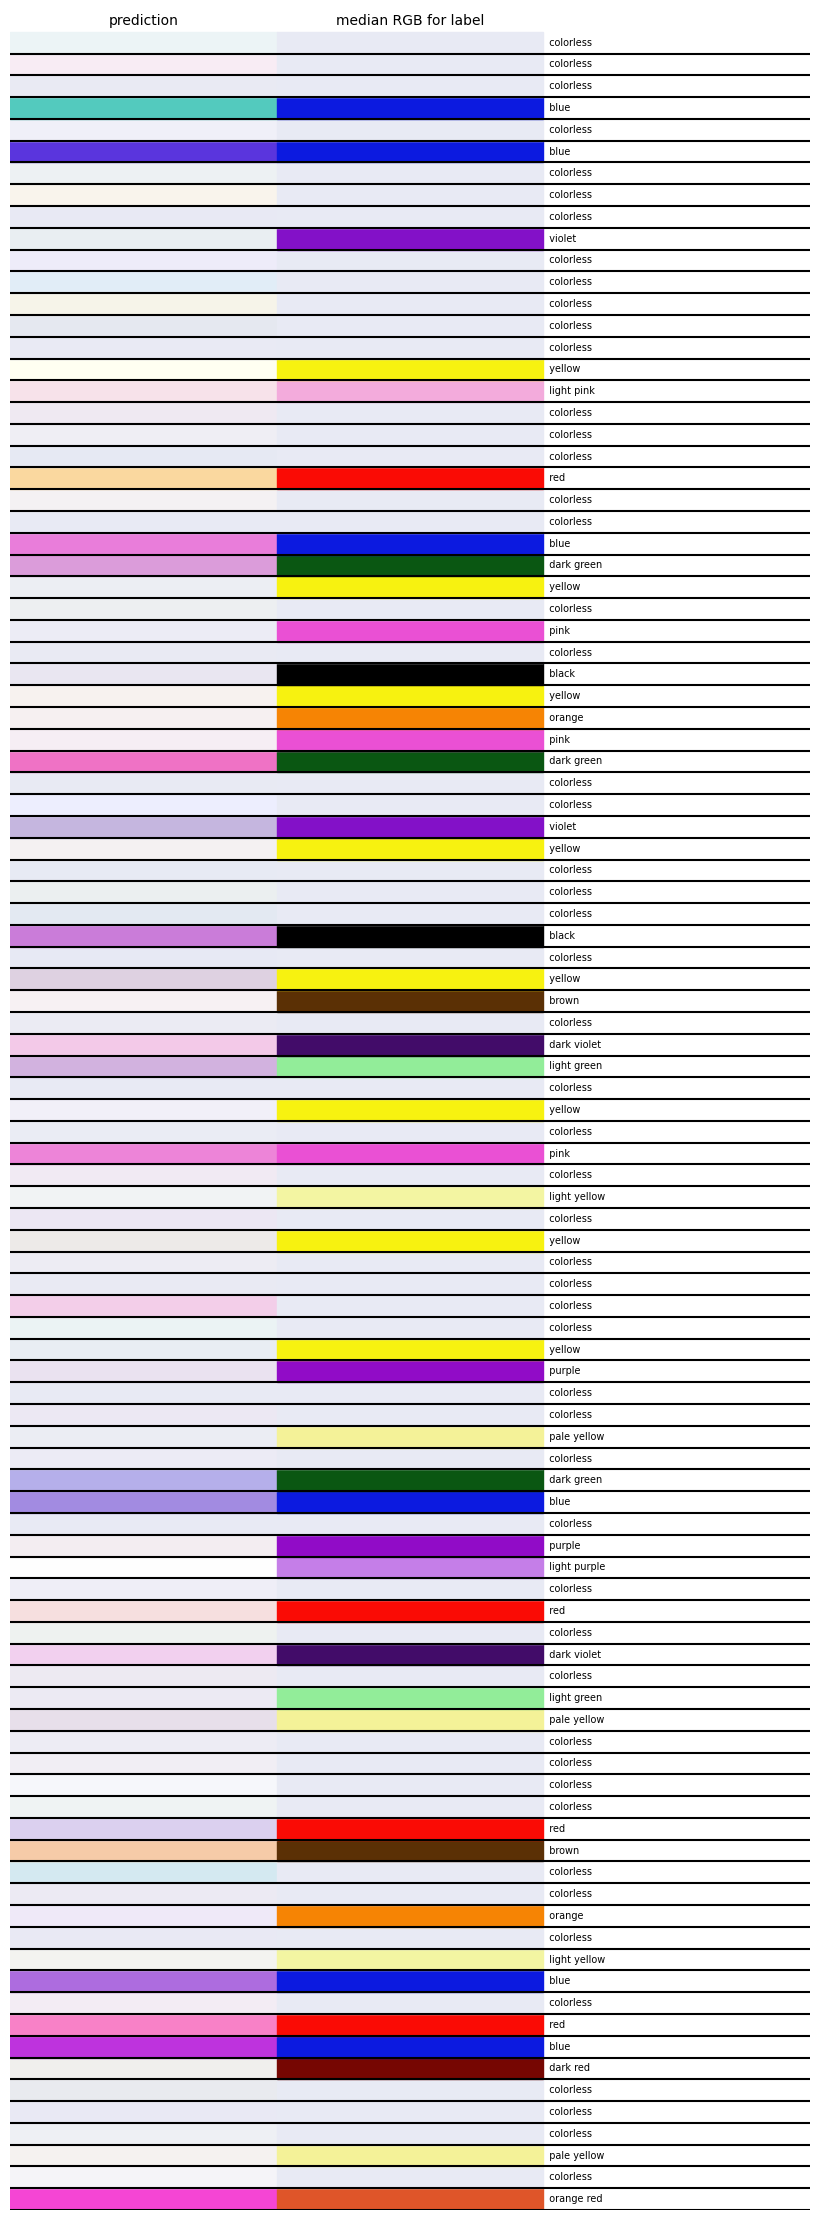 prediction median RGB for label
colorless
colorless
colorless
blue
colorless
blue
colorless
colorless
colorless
violet
colorless
colorless
colorless
colorless
colorless
yellow
light pink
colorless
colorless
colorless
red
colorless
colorless
blue
dark green
yellow
colorless
pink
colorless
black
yellow
orange
pink
dark green
colorless
colorless
violet
yellow
colorless
colorless
colorless
black
colorless
yellow
brown
colorless
dark violet
light green
colorless
yellow
colorless
pink
colorless
light yellow
colorless
yellow
colorless
colorless
colorless
colorless
yellow
purple
colorless
colorless
pale yellow
colorless
dark green
blue
colorless
purple
light purple
colorless
red
colorless
dark violet
colorless
light green
pale yellow
colorless
colorless
colorless
colorless
red
brown
colorless
colorless
orange
colorless
light yellow
blue
colorless
red
blue
dark red
colorless
colorless
colorless
pale yellow
colorless
orange red